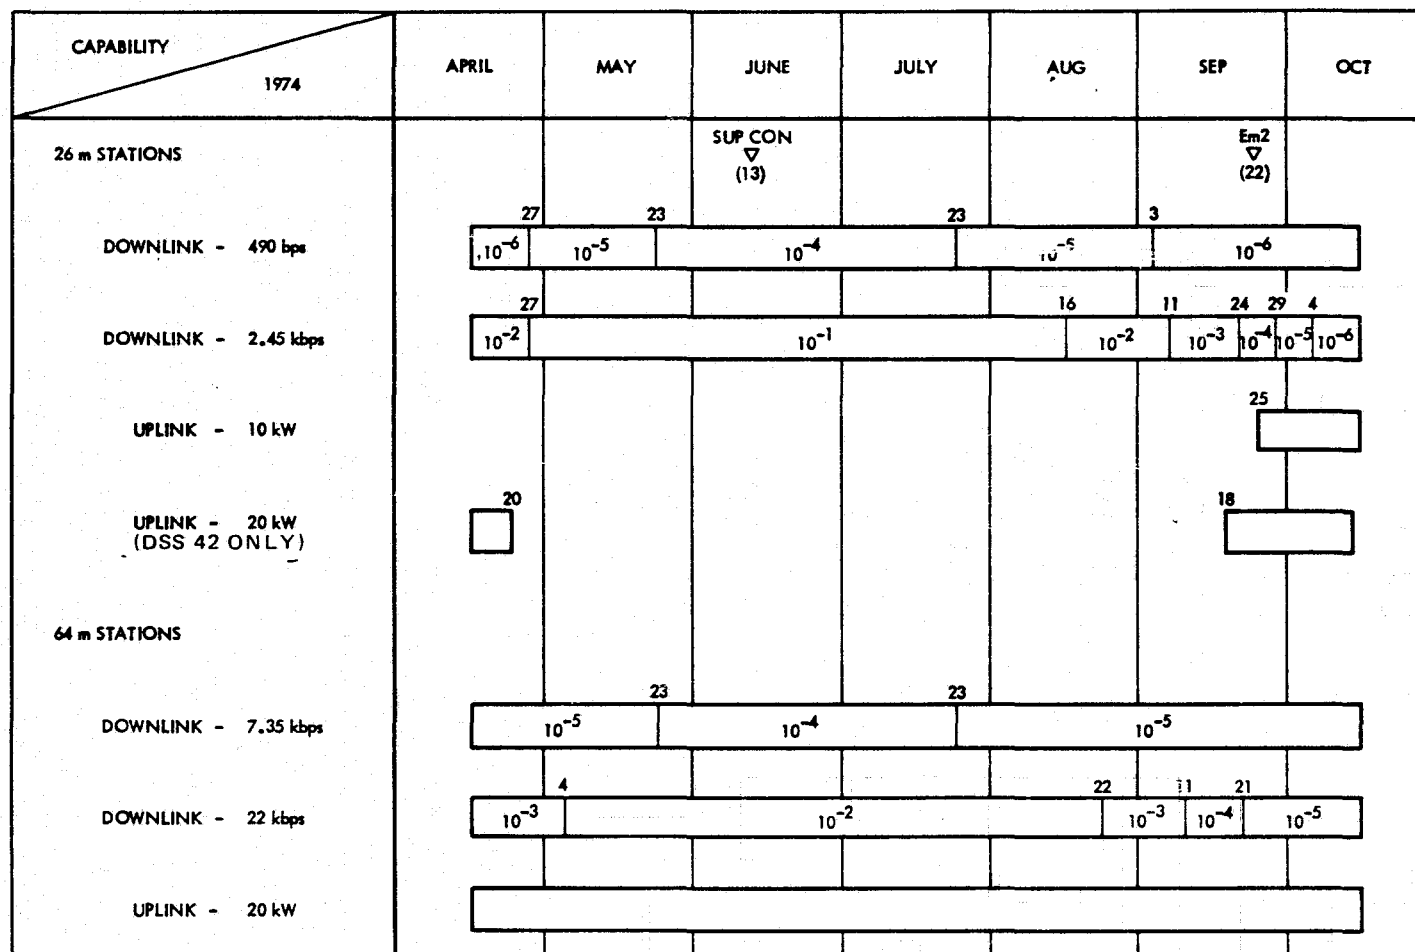 CAPABILITY
1974
APRIL MAY JUNE JULY AUG SEP OCT
26 m STATIONS
SUP CON
(13)
Em2
(22)
27 23 23 3
DOWNLINK - 490 bps
10⁻⁶ 10⁻⁵ 10⁻⁴ 10⁻⁵ 10⁻⁶
27 16 11 24 29 4
DOWNLINK - 2.45 kbps
10⁻² 10⁻¹ 10⁻² 10⁻³ 10⁻⁴ 10⁻⁵ 10⁻⁶
25
UPLINK - 10 kW
20 18
UPLINK - 20 kW
(DSS 42 ONLY)
64 m STATIONS
23 23
DOWNLINK - 7.35 kbps
10⁻⁵ 10⁻⁴ 10⁻⁵
4 22 11 21
DOWNLINK - 22 kbps
10⁻³ 10⁻² 10⁻³ 10⁻⁴ 10⁻⁵
UPLINK - 20 kW